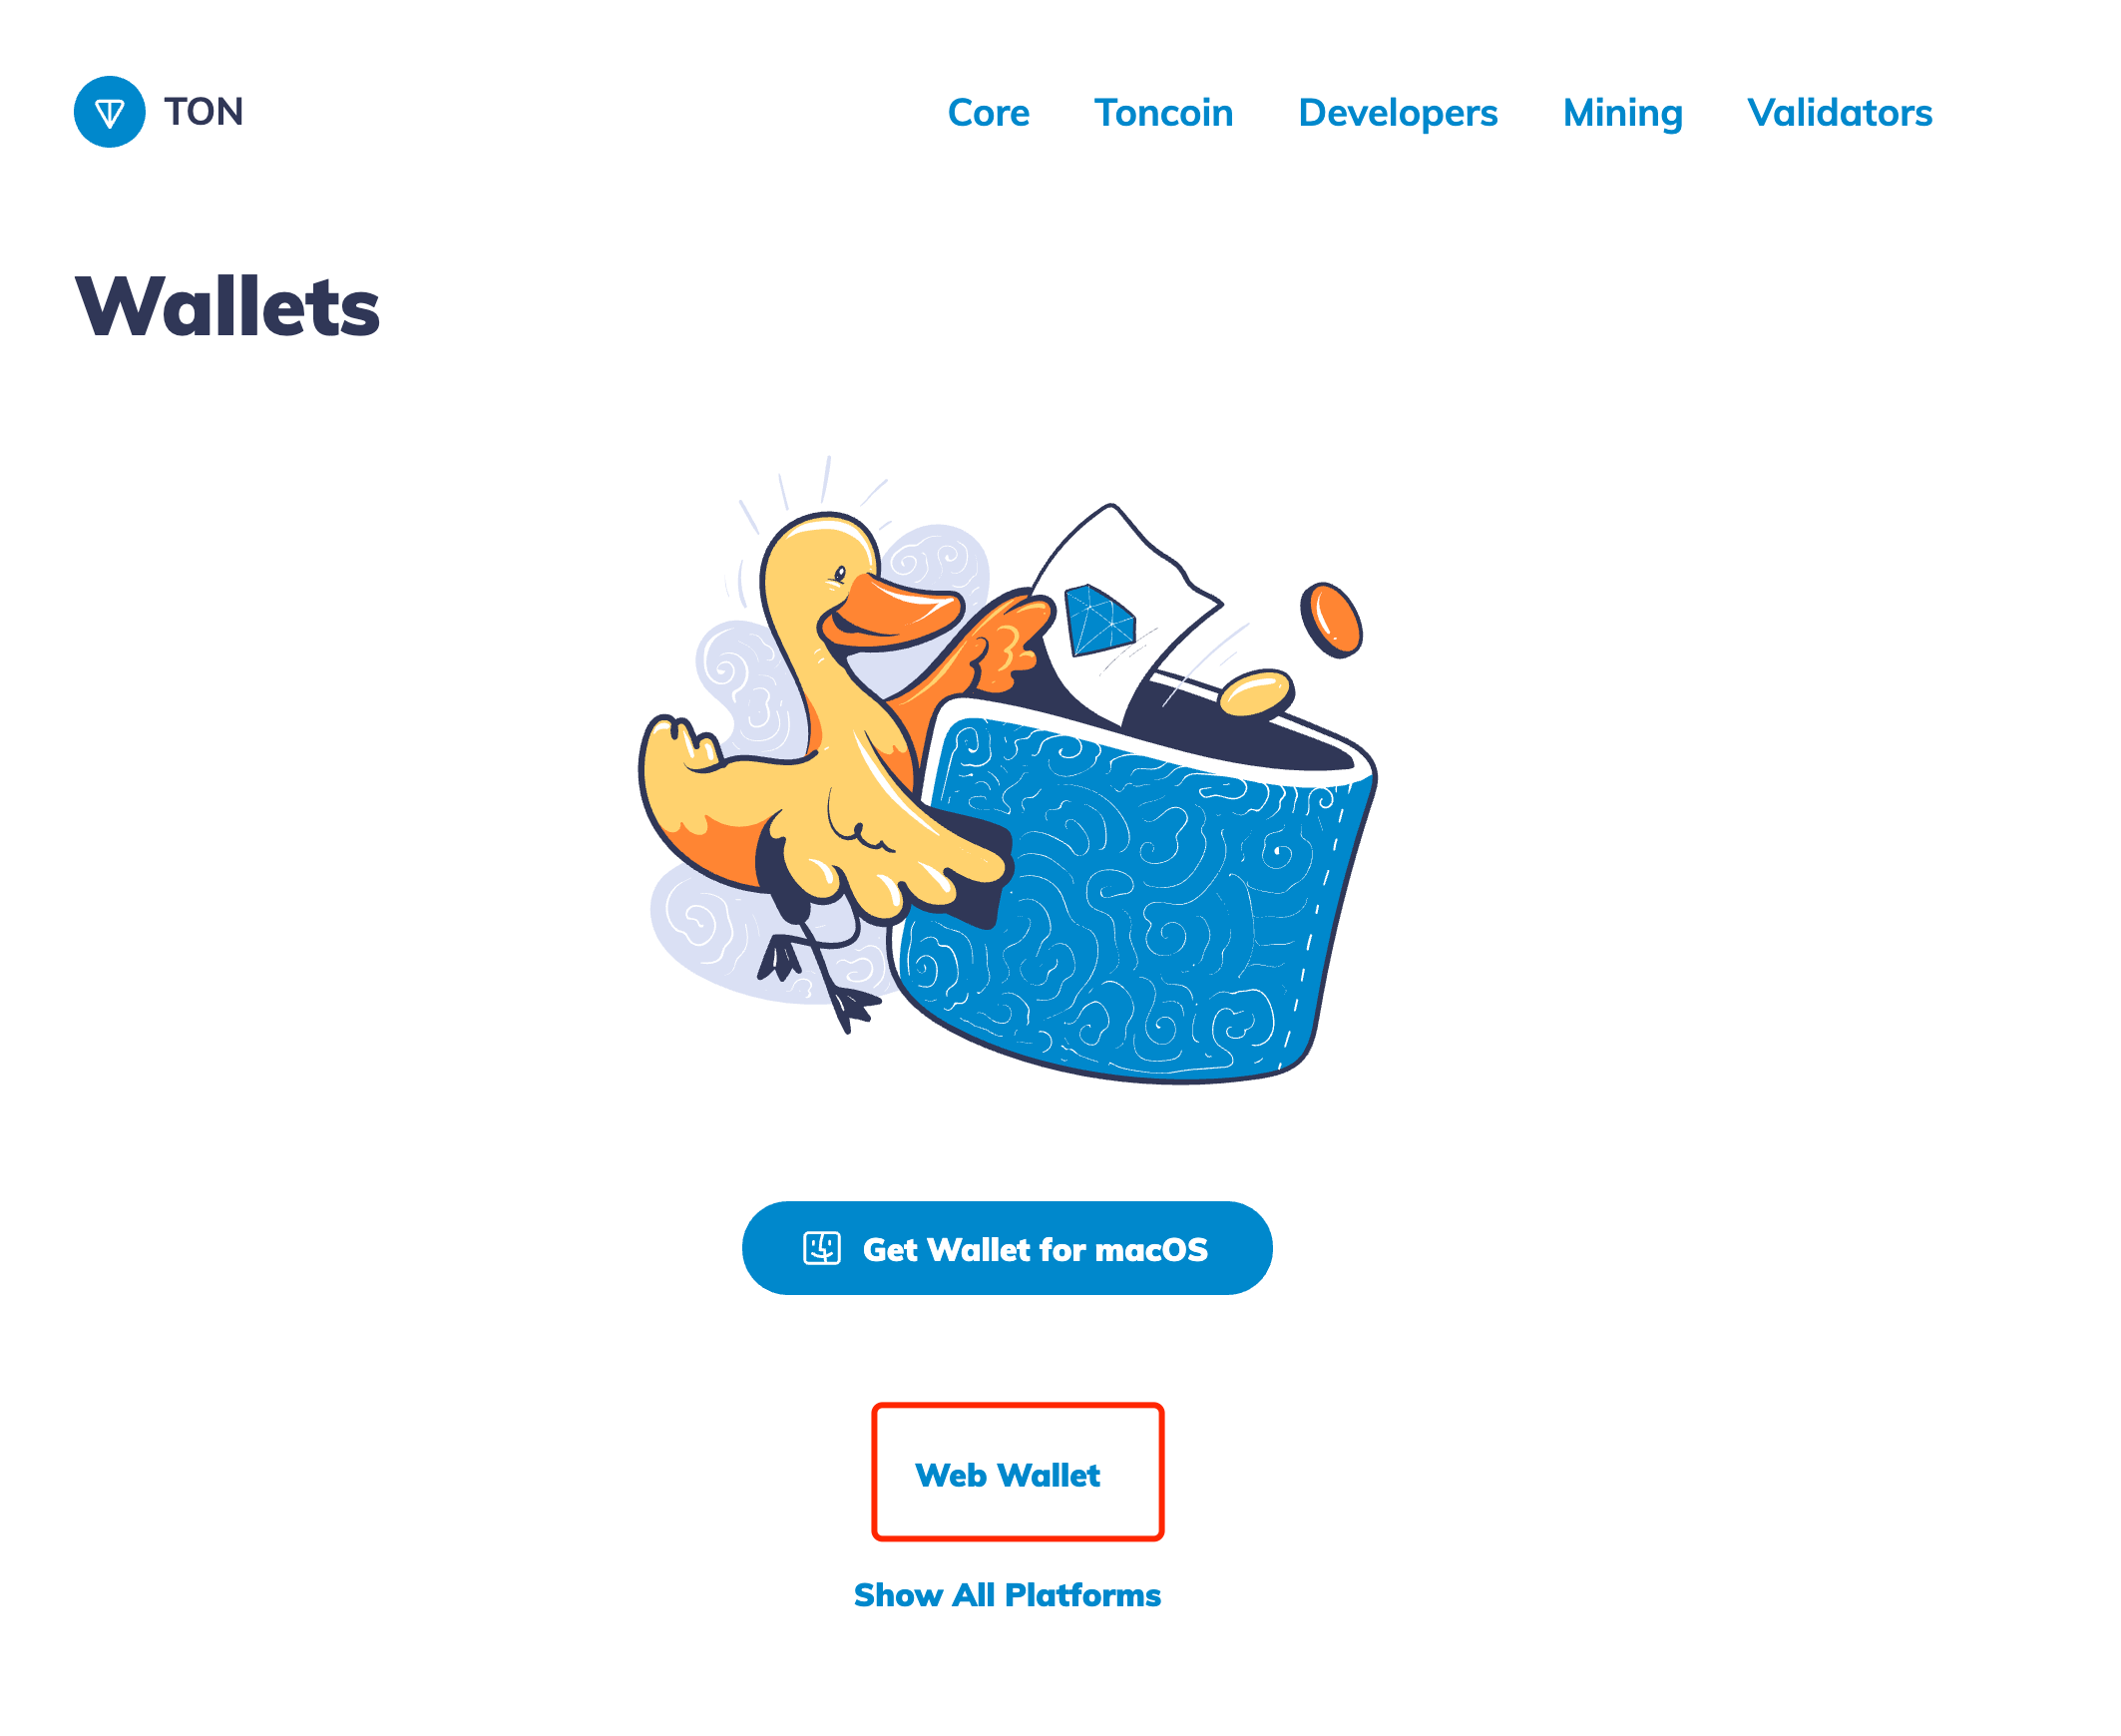 TON
Core Toncoin Developers Mining Validators
Wallets
Get Wallet for macOS
Web Wallet
Show All Platforms